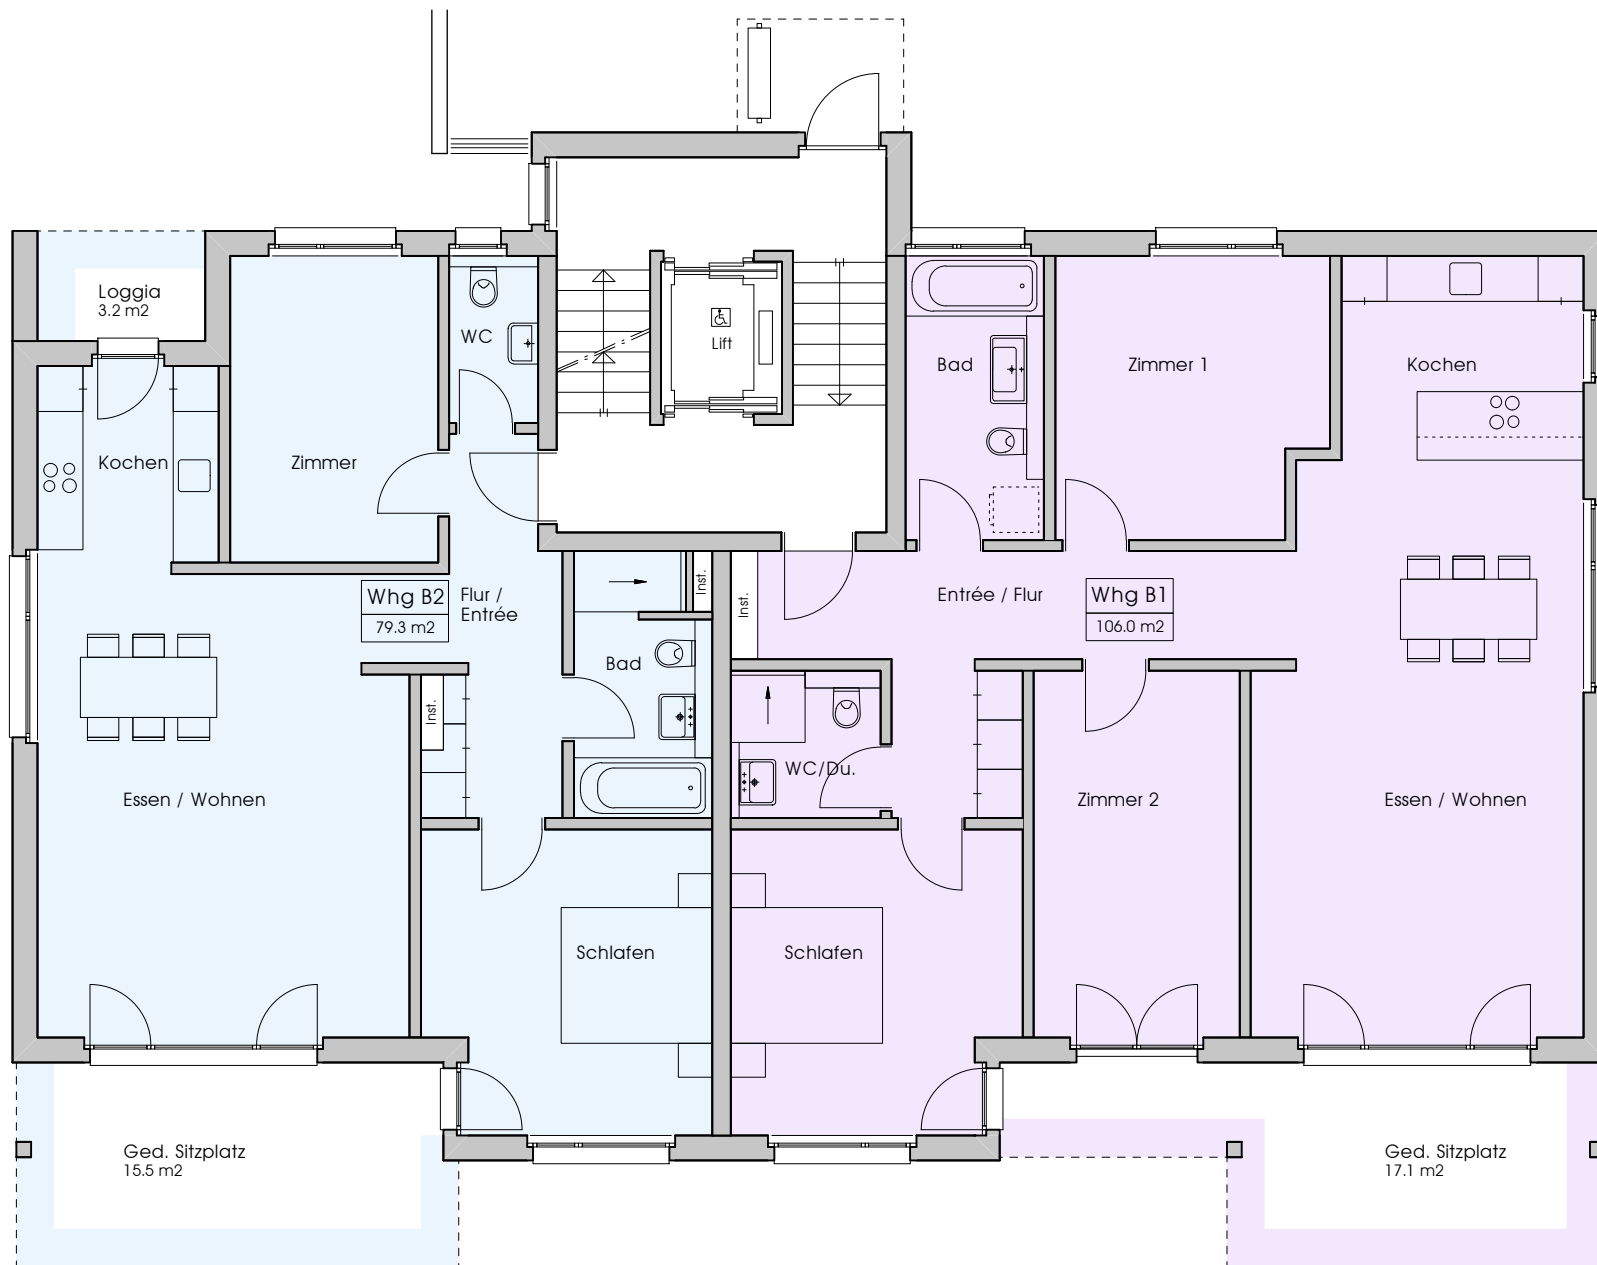 Loggia
3.2 m2
WC
Lift
Bad
Zimmer 1
Kochen
Kochen
Zimmer
Whg B2
79.3 m2
Flur /
Entrée
Inst.
Inst.
Entrée / Flur
Whg B1
106.0 m2
Bad
Inst.
WC/Du.
Essen / Wohnen
Zimmer 2
Essen / Wohnen
Schlafen
Schlafen
Ged. Sitzplatz
15.5 m2
Ged. Sitzplatz
17.1 m2